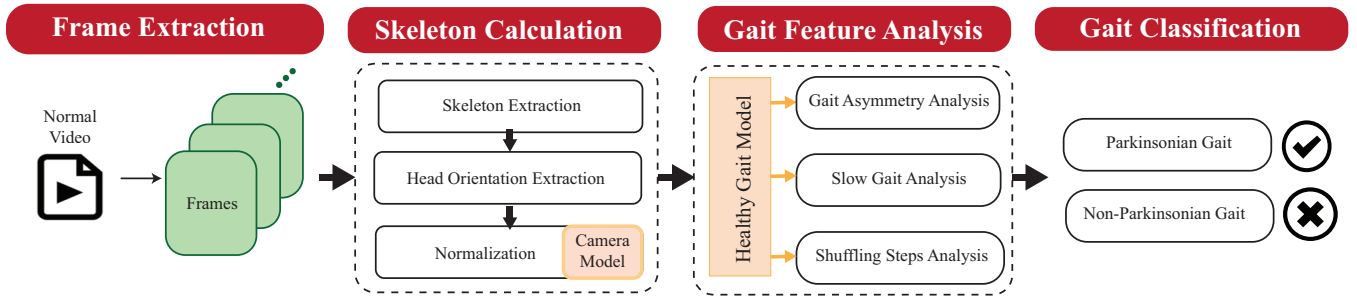 Frame Extraction
Skeleton Calculation
Gait Feature Analysis
Gait Classification
Normal
Video
Frames
Skeleton Extraction
Head Orientation Extraction
Normalization
Camera
Model
Healthy Gait Model
Gait Asymmetry Analysis
Slow Gait Analysis
Shuffling Steps Analysis
Parkinsonian Gait
Non-Parkinsonian Gait